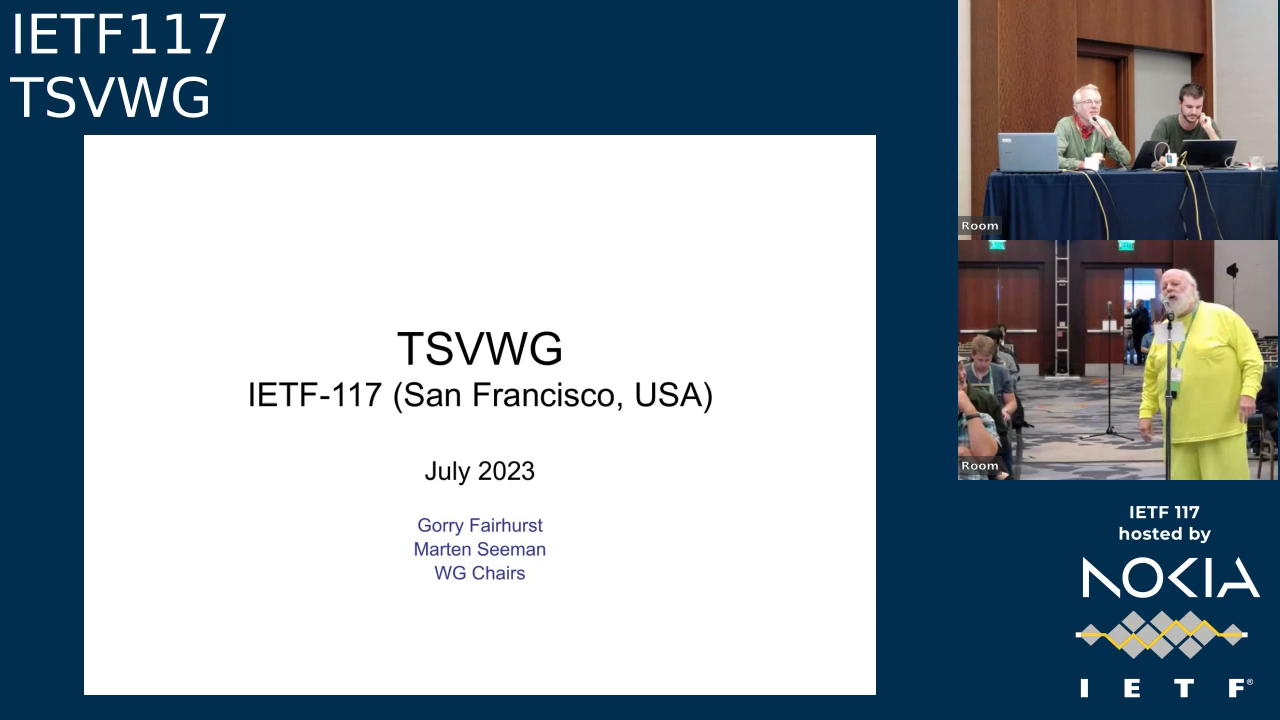 IETF117
TSVWG
TSVWG
IETF-117 (San Francisco, USA)
July 2023
Gorry Fairhurst
Marten Seeman
WG Chairs
Room
Room
IETF 117
hosted by
NOKIA
I E T F®